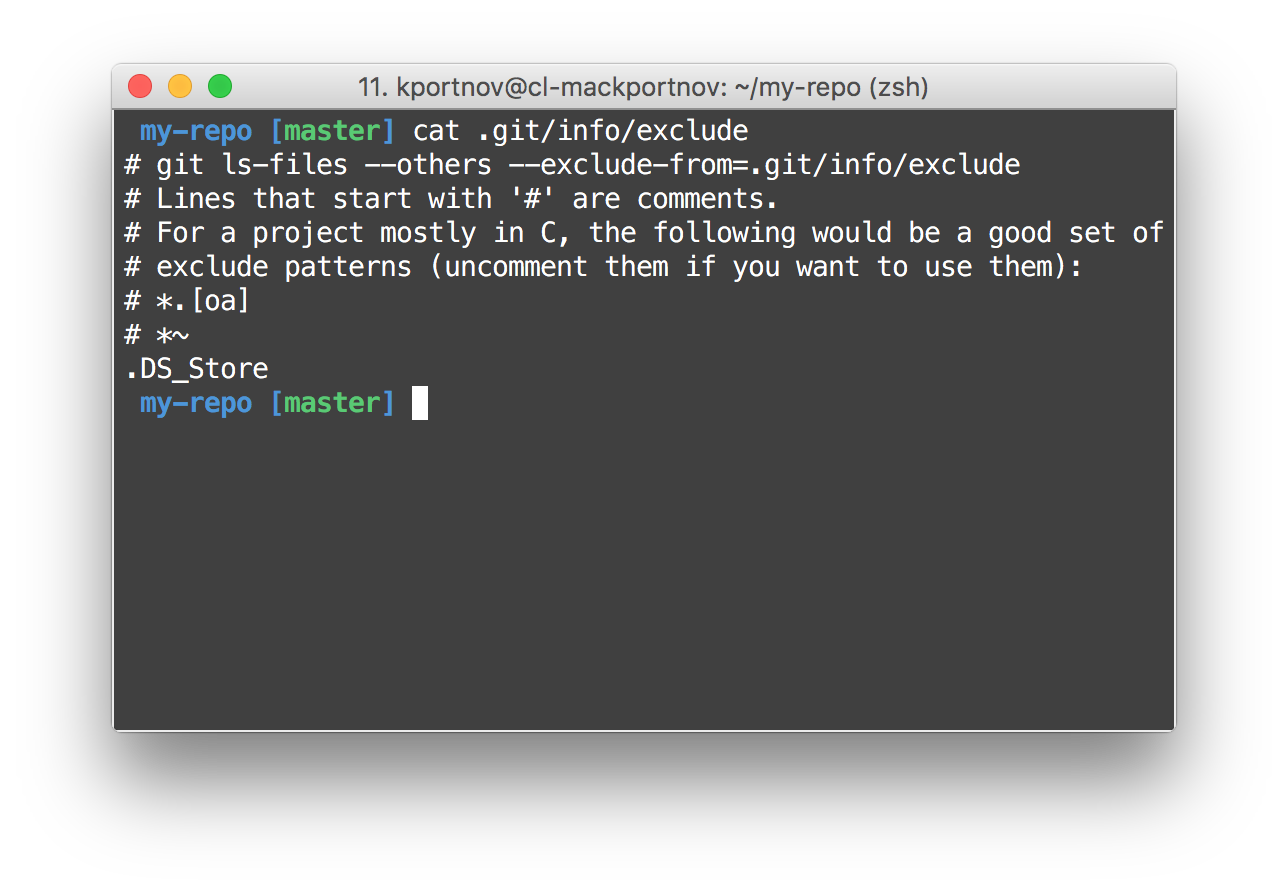 11. kportnov@cl-mackportnov: ~/my-repo (zsh)
my-repo [master] cat .git/info/exclude
# git ls-files --others --exclude-from=.git/info/exclude
# Lines that start with '#' are comments.
# For a project mostly in C, the following would be a good set of
# exclude patterns (uncomment them if you want to use them):
# *.[oa]
# *~
.DS_Store
my-repo [master]